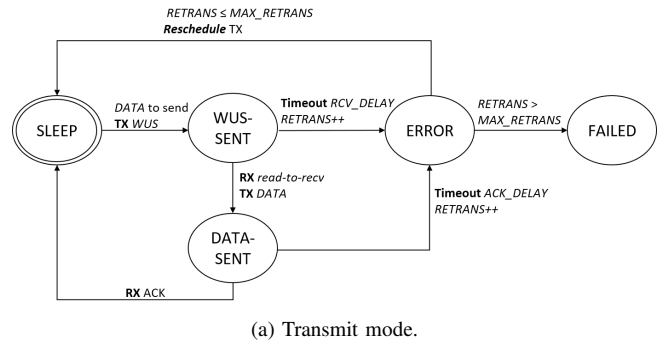 RETRANS ≤ MAX_RETRANS
Reschedule TX
SLEEP
DATA to send
TX WUS
WUS-
SENT
Timeout RCV_DELAY
RETRANS++
ERROR
RETRANS >
MAX_RETRANS
FAILED
RX read-to-recv
TX DATA
Timeout ACK_DELAY
RETRANS++
DATA-
SENT
RX ACK
(a) Transmit mode.